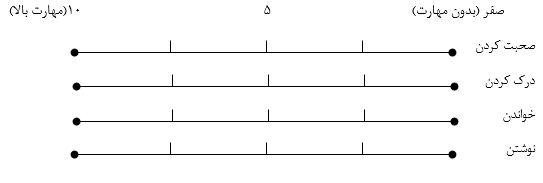 صفر (بدون مهارت) ۵ ۱۰(مهارت بالا)
صحبت کردن
درک کردن
خواندن
نوشتن